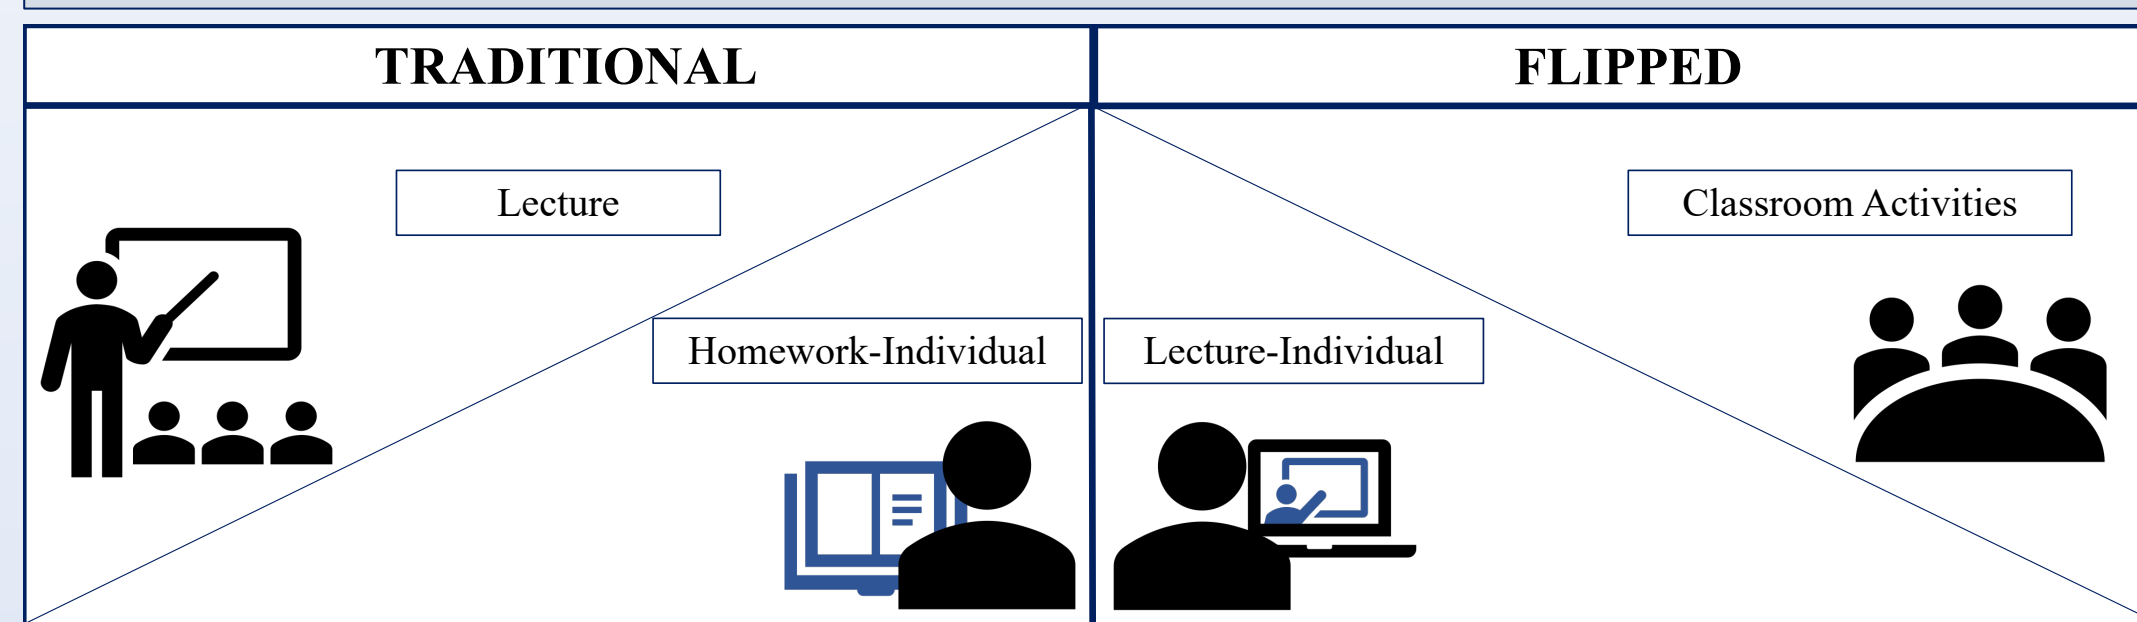 TRADITIONAL
FLIPPED
Lecture
Classroom Activities
Homework-Individual
Lecture-Individual